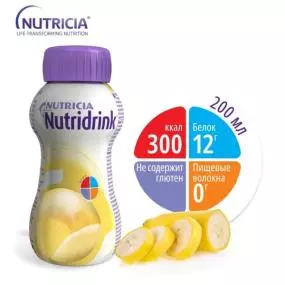 NUTRICIA
LIFE-TRANSFORMING NUTRITION
NUTRICIA
Nutridrink
200 мл
ккал
300
Белок
12г
Не содержит
глютен
Пищевые
волокна
0г